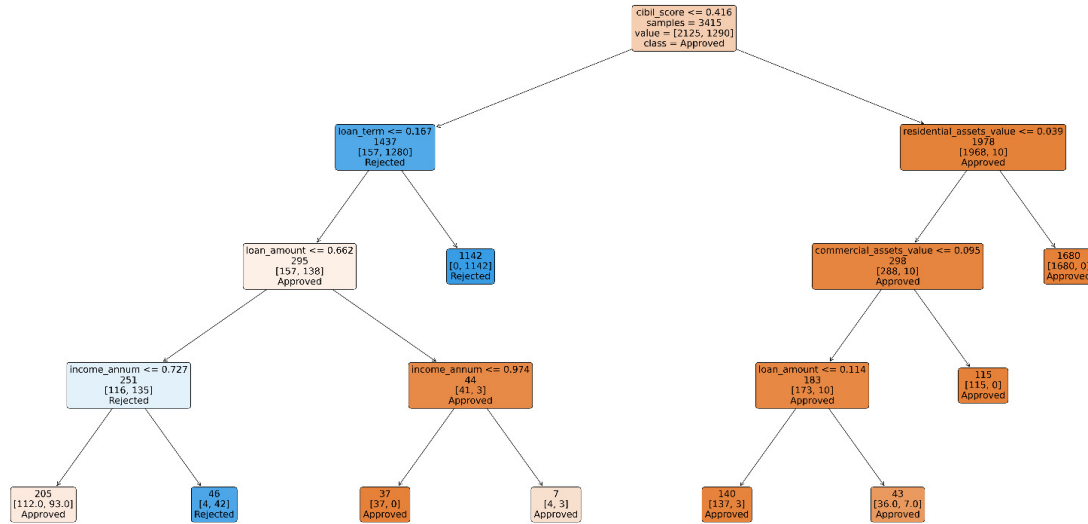 cibil_score <= 0.416
samples = 3415
value = [2125, 1290]
class = Approved
loan_term <= 0.167
1437
[157, 1280]
Rejected
residential_assets_value <= 0.039
1978
[1968, 10]
Approved
loan_amount <= 0.662
295
[157, 138]
Approved
1142
[0, 1142]
Rejected
commercial_assets_value <= 0.095
298
[288, 10]
Approved
1680
[1680, 0]
Approved
income_annum <= 0.727
251
[116, 135]
Rejected
income_annum <= 0.974
44
[41, 3]
Approved
loan_amount <= 0.114
183
[173, 10]
Approved
115
[115, 0]
Approved
205
[112.0, 93.0]
Approved
46
[4, 42]
Rejected
37
[37, 0]
Approved
7
[4, 3]
Approved
140
[137, 3]
Approved
43
[36.0, 7.0]
Approved